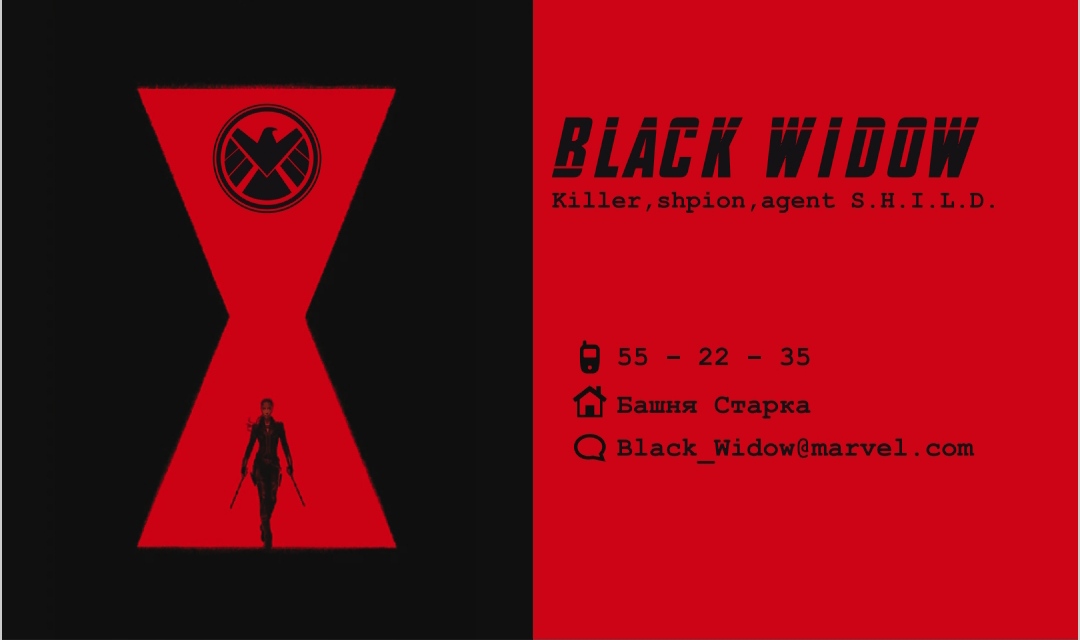 BLACK WiDOW
Killer,shpion,agent S.H.I.L.D.
55 - 22 - 35
Башня Старка
Black_Widow@marvel.com